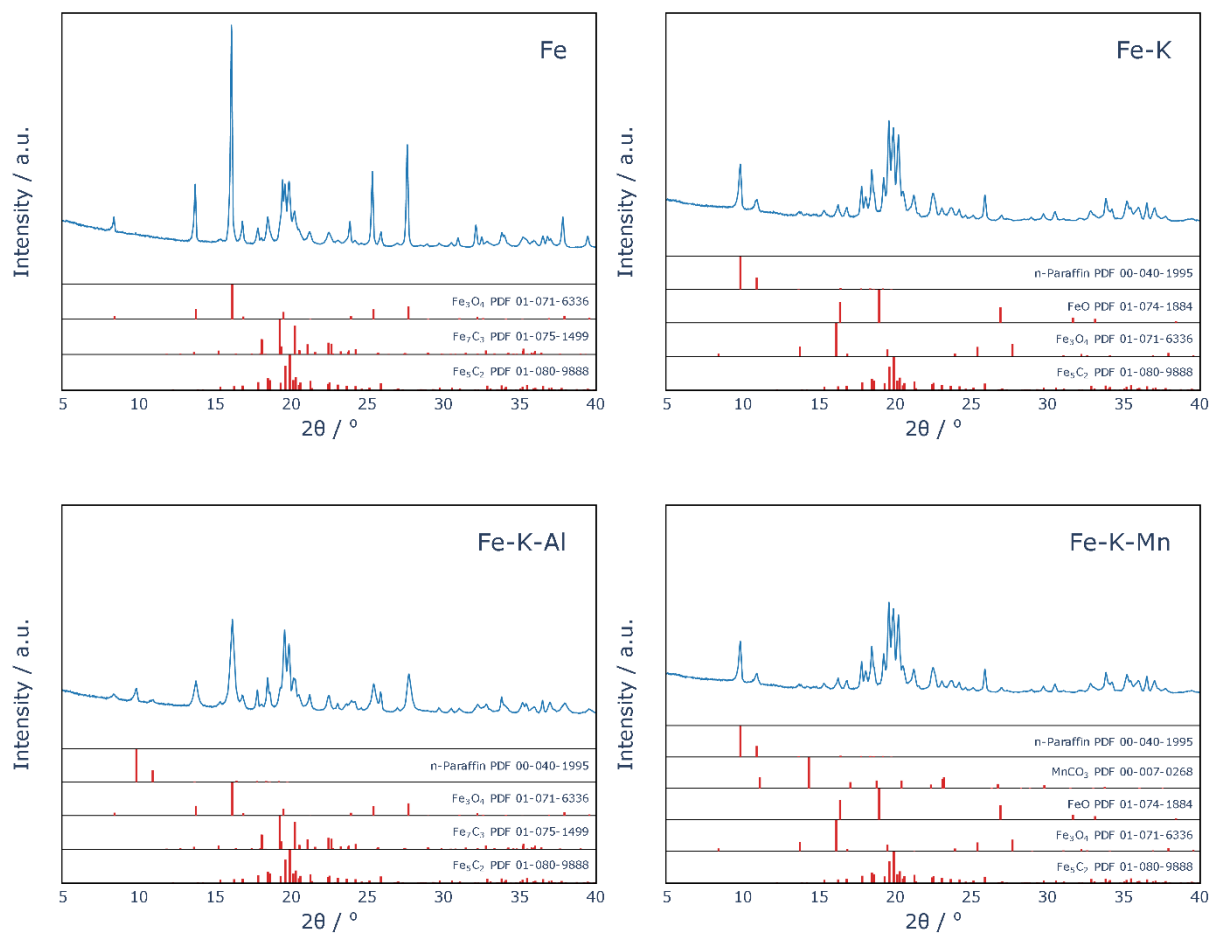 Fe
Intensity / a.u.
Fe₃O₄ PDF 01-071-6336
Fe₇C₃ PDF 01-075-1499
Fe₅C₂ PDF 01-080-9888
5 10 15 20 25 30 35 40
2θ / °
Fe-K
Intensity / a.u.
n-Paraffin PDF 00-040-1995
FeO PDF 01-074-1884
Fe₃O₄ PDF 01-071-6336
Fe₅C₂ PDF 01-080-9888
5 10 15 20 25 30 35 40
2θ / °
Fe-K-Al
Intensity / a.u.
n-Paraffin PDF 00-040-1995
Fe₃O₄ PDF 01-071-6336
Fe₇C₃ PDF 01-075-1499
Fe₅C₂ PDF 01-080-9888
5 10 15 20 25 30 35 40
2θ / °
Fe-K-Mn
Intensity / a.u.
n-Paraffin PDF 00-040-1995
MnCO₃ PDF 00-007-0268
FeO PDF 01-074-1884
Fe₃O₄ PDF 01-071-6336
Fe₅C₂ PDF 01-080-9888
5 10 15 20 25 30 35 40
2θ / °